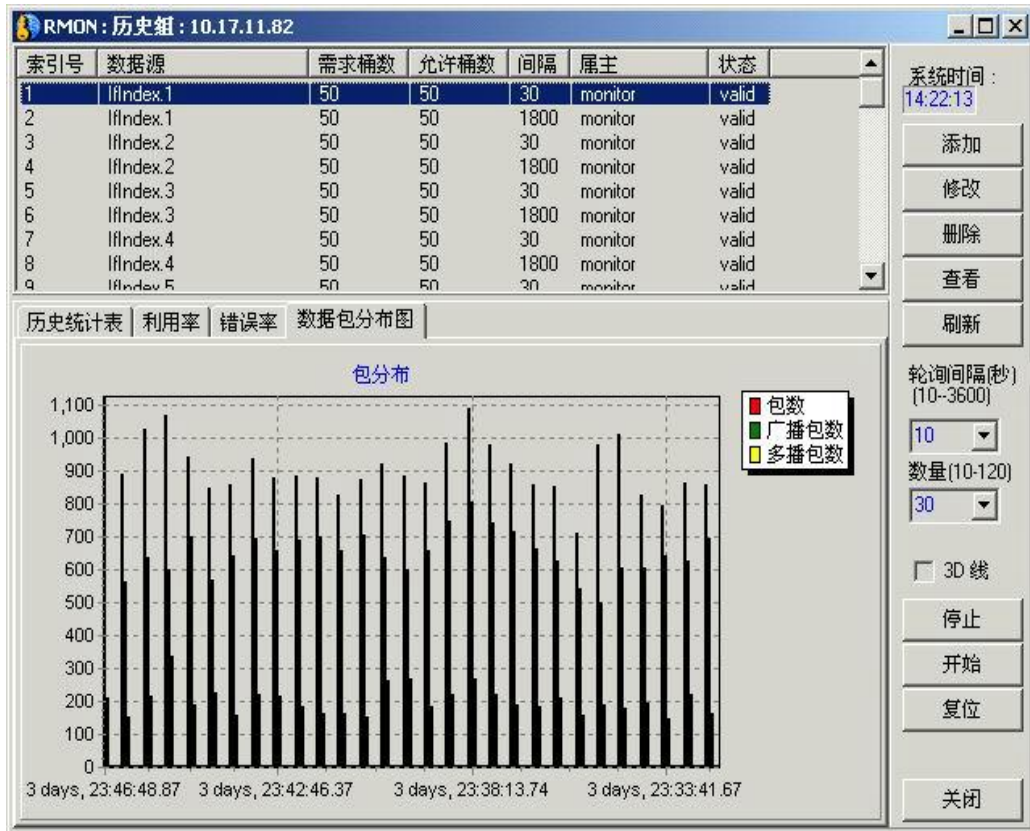 RMON : 历史组 : 10.17.11.82
索引号 数据源 需求桶数 允许桶数 间隔 属主 状态
1 IfIndex.1 50 50 30 monitor valid
2 IfIndex.1 50 50 1800 monitor valid
3 IfIndex.2 50 50 30 monitor valid
4 IfIndex.2 50 50 1800 monitor valid
5 IfIndex.3 50 50 30 monitor valid
6 IfIndex.3 50 50 1800 monitor valid
7 IfIndex.4 50 50 30 monitor valid
8 IfIndex.4 50 50 1800 monitor valid
9 IfIndex.5 50 50 30 monitor valid
系统时间 :
14:22:13
添加
修改
删除
查看
刷新
轮询间隔(秒)
(10--3600)
10
数量(10-120)
30
3D 线
停止
开始
复位
关闭
历史统计表 利用率 错误率 数据包分布图
包分布
包数
广播包数
多播包数
1,100
1,000
900
800
700
600
500
400
300
200
100
0
3 days, 23:46:48.87 3 days, 23:42:46.37 3 days, 23:38:13.74 3 days, 23:33:41.67